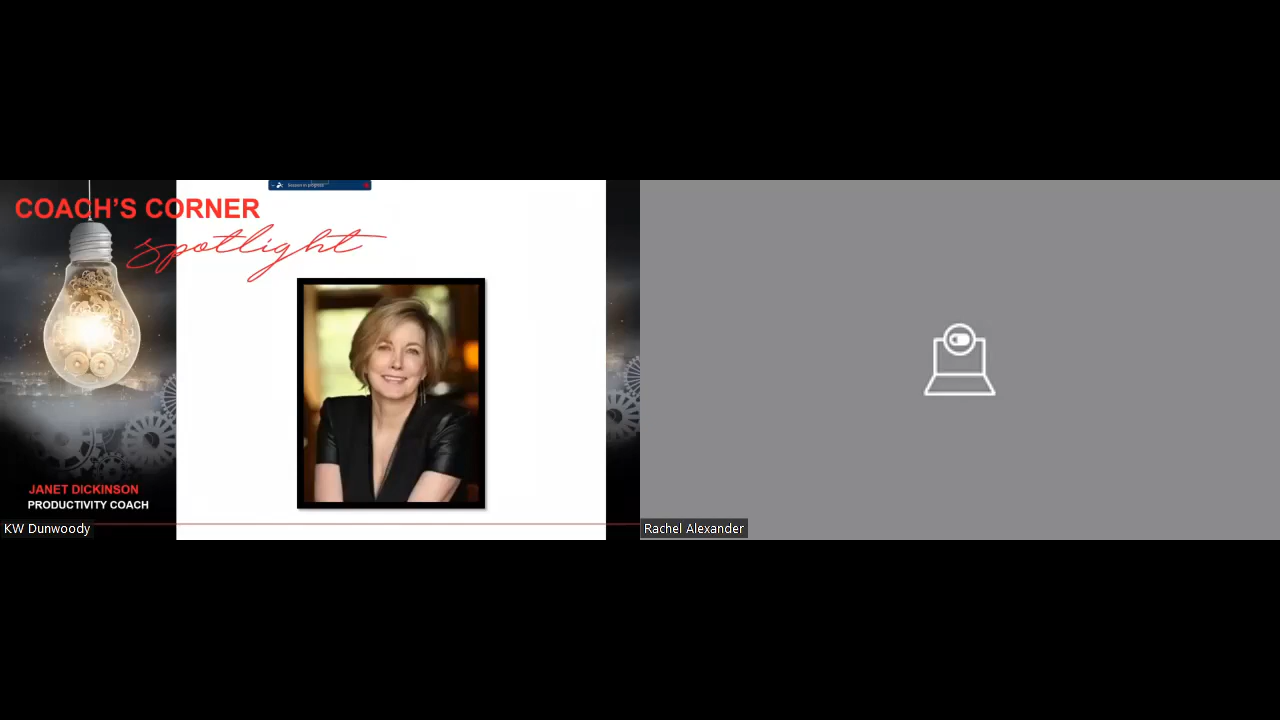 COACH'S CORNER
spotlight
JANET DICKINSON
PRODUCTIVITY COACH
KW Dunwoody
Rachel Alexander